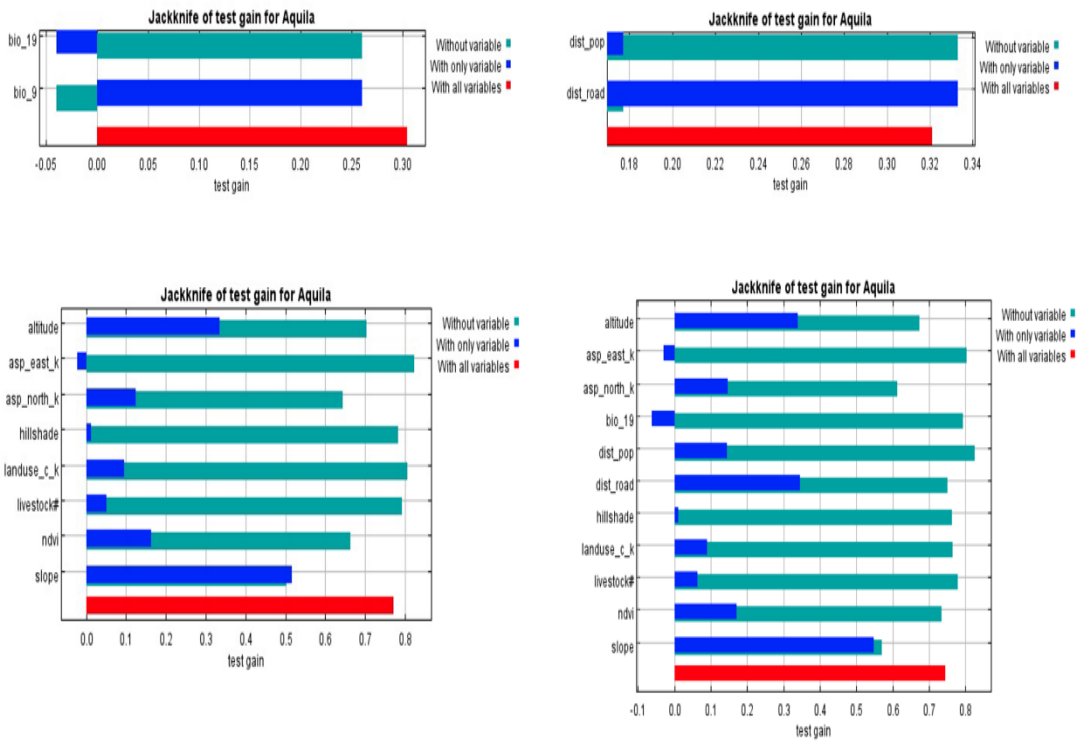 Jackknife of test gain for Aquila
bio_19
bio_9
Without variable
With only variable
With all variables
-0.05 0.00 0.05 0.10 0.15 0.20 0.25 0.30
test gain
Jackknife of test gain for Aquila
dist_pop
dist_road
Without variable
With only variable
With all variables
0.18 0.20 0.22 0.24 0.26 0.28 0.30 0.32 0.34
test gain
Jackknife of test gain for Aquila
altitude
asp_east_k
asp_north_k
hillshade
landuse_c_k
livestock#
ndvi
slope
Without variable
With only variable
With all variables
0.0 0.1 0.2 0.3 0.4 0.5 0.6 0.7 0.8
test gain
Jackknife of test gain for Aquila
altitude
asp_east_k
asp_north_k
bio_19
dist_pop
dist_road
hillshade
landuse_c_k
livestock#
ndvi
slope
Without variable
With only variable
With all variables
-0.1 0.0 0.1 0.2 0.3 0.4 0.5 0.6 0.7 0.8
test gain